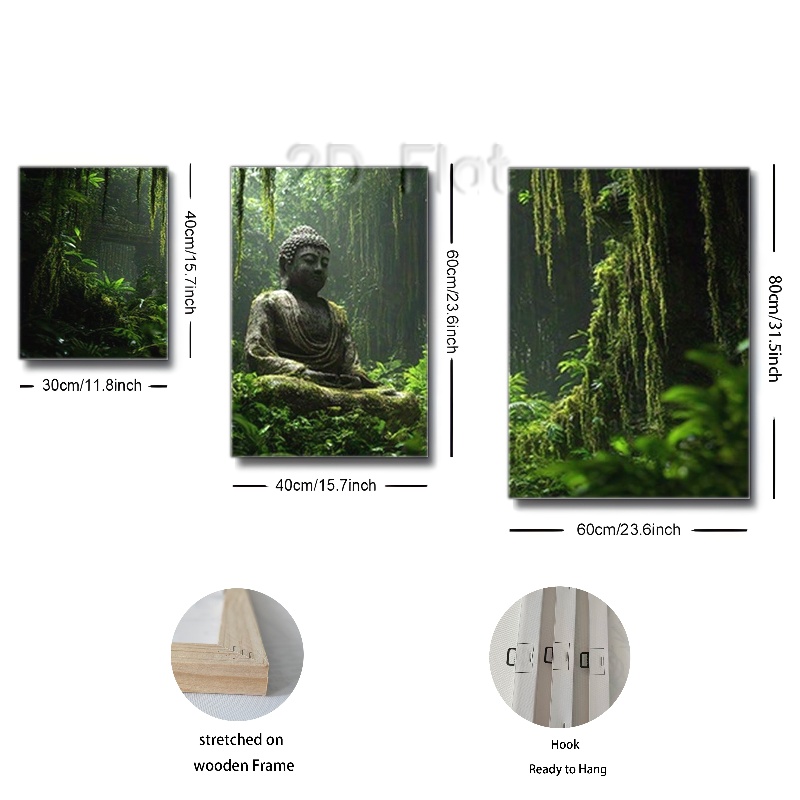 2D Flat
40cm/15.7inch
30cm/11.8inch
60cm/23.6inch
40cm/15.7inch
80cm/31.5inch
60cm/23.6inch
stretched on
wooden Frame
Hook
Ready to Hang